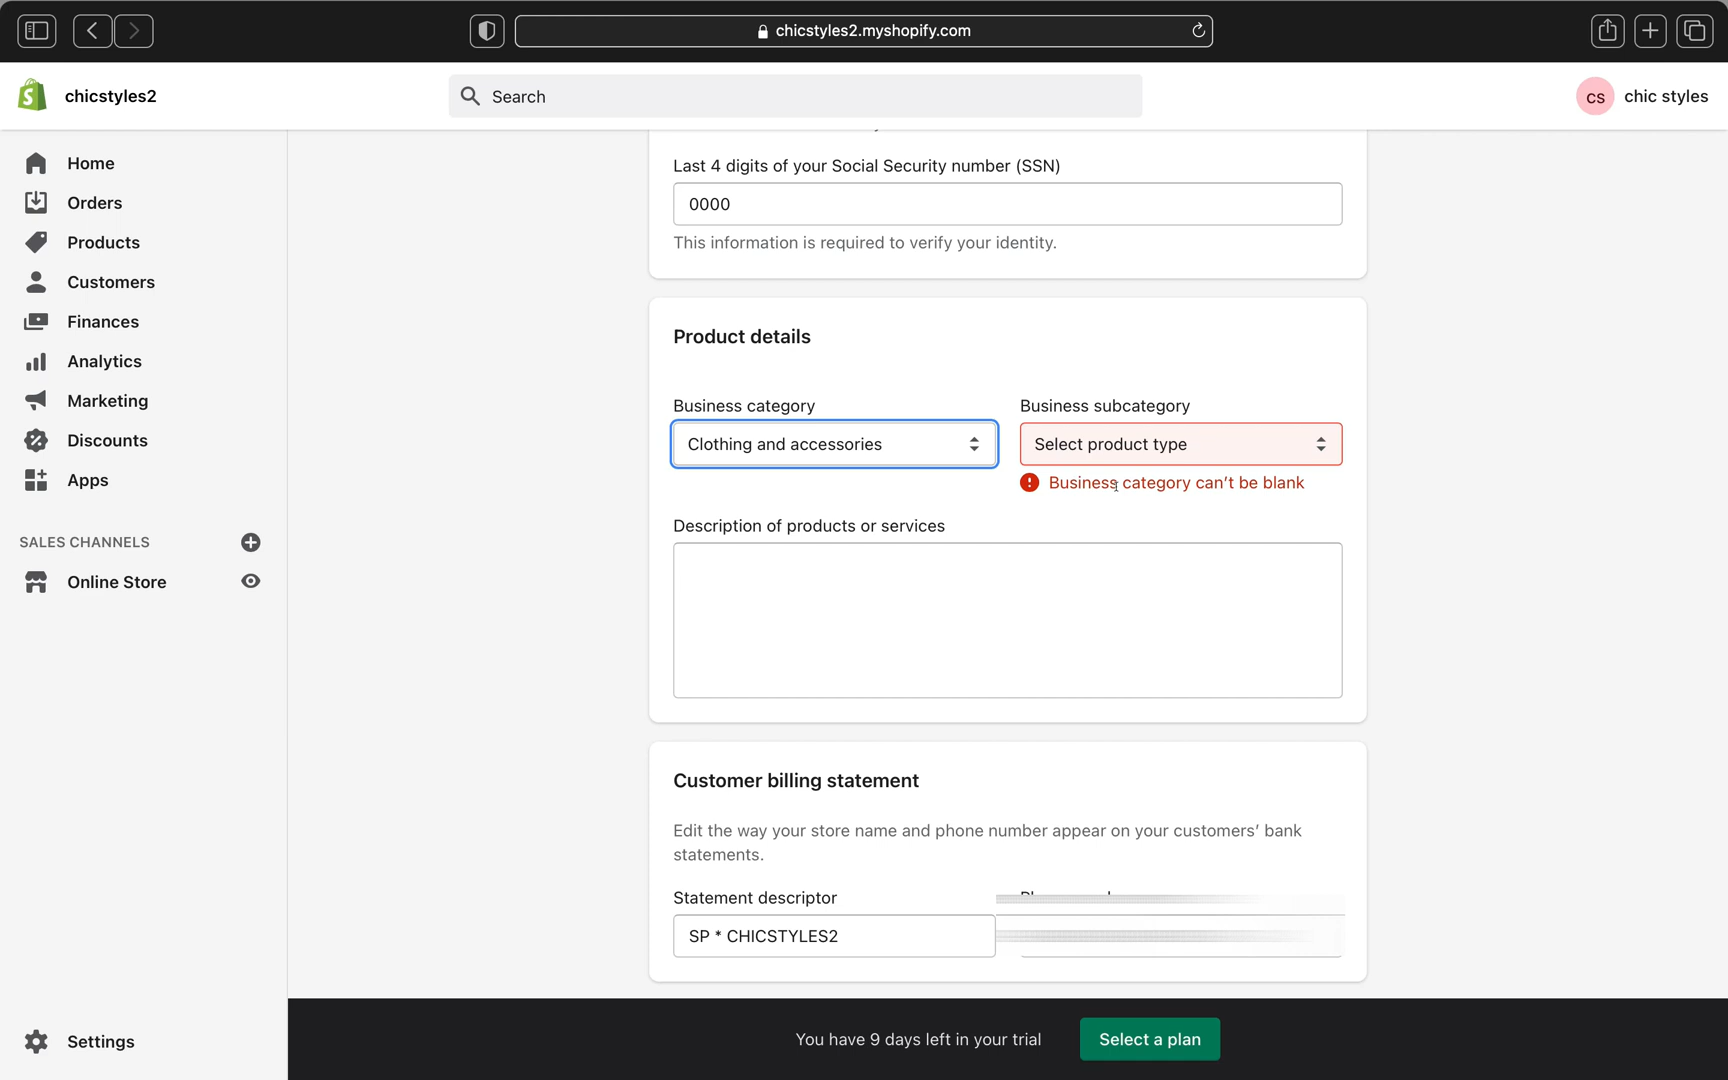 chicstyles2.myshopify.com
chicstyles2
Search
CS
chic styles
Home
Orders
Products
Customers
Finances
Analytics
Marketing
Discounts
Apps
SALES CHANNELS
Online Store
Settings
Last 4 digits of your Social Security number (SSN)
0000
This information is required to verify your identity.
Product details
Business category
Business subcategory
Clothing and accessories
Select product type
Business category can't be blank
Description of products or services
Customer billing statement
Edit the way your store name and phone number appear on your customers' bank
statements.
Statement descriptor
SP * CHICSTYLES2
You have 9 days left in your trial
Select a plan